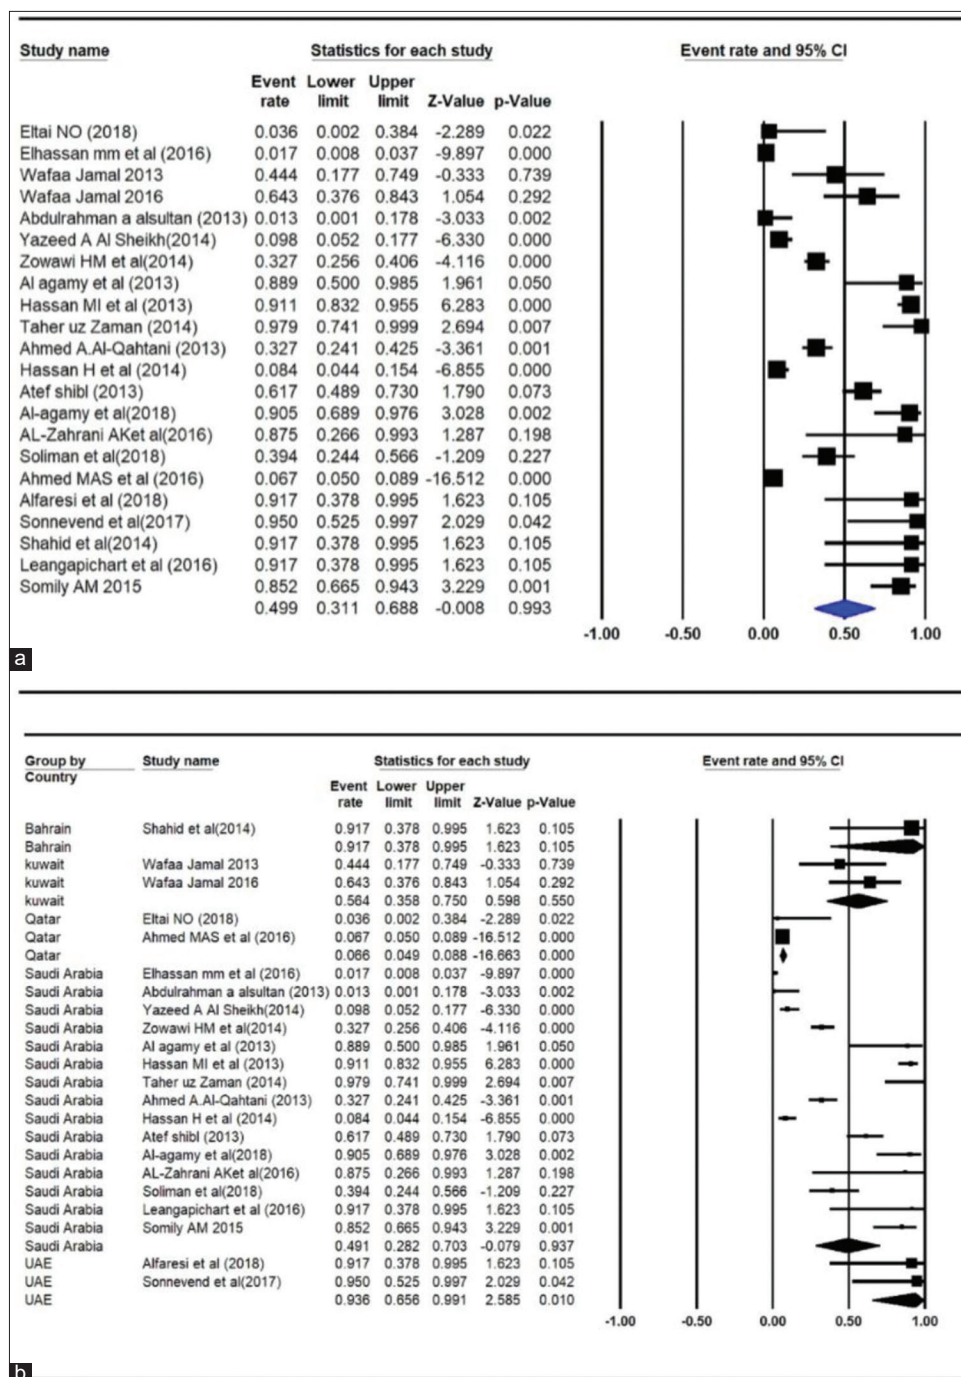 Study name Statistics for each study Event rate and 95% CI
Event Lower Upper
rate limit limit Z-Value p-Value
Eltai NO (2018) 0.036 0.002 0.384 -2.289 0.022
Elhassan mm et al (2016) 0.017 0.008 0.037 -9.897 0.000
Wafaa Jamal 2013 0.444 0.177 0.749 -0.333 0.739
Wafaa Jamal 2016 0.643 0.376 0.843 1.054 0.292
Abdulrahman a alsultan (2013) 0.013 0.001 0.178 -3.033 0.002
Yazeed A Al Sheikh(2014) 0.098 0.052 0.177 -6.330 0.000
Zowawi HM et al(2014) 0.327 0.256 0.406 -4.116 0.000
Al agamy et al (2013) 0.889 0.500 0.985 1.961 0.050
Hassan MI et al (2013) 0.911 0.832 0.955 6.283 0.000
Taher uz Zaman (2014) 0.979 0.741 0.999 2.694 0.007
Ahmed A.Al-Qahtani (2013) 0.327 0.241 0.425 -3.361 0.001
Hassan H et al (2014) 0.084 0.044 0.154 -6.855 0.000
Atef shibl (2013) 0.617 0.489 0.730 1.790 0.073
Al-agamy et al(2018) 0.905 0.689 0.976 3.028 0.002
AL-Zahrani AKet al(2016) 0.875 0.266 0.993 1.287 0.198
Soliman et al(2018) 0.394 0.244 0.566 -1.209 0.227
Ahmed MAS et al (2016) 0.067 0.050 0.089 -16.512 0.000
Alfaresi et al (2018) 0.917 0.378 0.995 1.623 0.105
Sonnevend et al(2017) 0.950 0.525 0.997 2.029 0.042
Shahid et al(2014) 0.917 0.378 0.995 1.623 0.105
Leangapichart et al (2016) 0.917 0.378 0.995 1.623 0.105
Somily AM 2015 0.852 0.665 0.943 3.229 0.001
0.499 0.311 0.688 -0.008 0.993
-1.00 -0.50 0.00 0.50 1.00
a
Group by Study name Statistics for each study Event rate and 95% CI
Country
Event Lower Upper
rate limit limit Z-Value p-Value
Bahrain Shahid et al(2014) 0.917 0.378 0.995 1.623 0.105
Bahrain 0.917 0.378 0.995 1.623 0.105
kuwait Wafaa Jamal 2013 0.444 0.177 0.749 -0.333 0.739
kuwait Wafaa Jamal 2016 0.643 0.376 0.843 1.054 0.292
kuwait 0.564 0.358 0.750 0.598 0.550
Qatar Eltai NO (2018) 0.036 0.002 0.384 -2.289 0.022
Qatar Ahmed MAS et al (2016) 0.067 0.050 0.089 -16.512 0.000
Qatar 0.066 0.049 0.088 -16.663 0.000
Saudi Arabia Elhassan mm et al (2016) 0.017 0.008 0.037 -9.897 0.000
Saudi Arabia Abdulrahman a alsultan (2013) 0.013 0.001 0.178 -3.033 0.002
Saudi Arabia Yazeed A Al Sheikh(2014) 0.098 0.052 0.177 -6.330 0.000
Saudi Arabia Zowawi HM et al(2014) 0.327 0.256 0.406 -4.116 0.000
Saudi Arabia Al agamy et al (2013) 0.889 0.500 0.985 1.961 0.050
Saudi Arabia Hassan MI et al (2013) 0.911 0.832 0.955 6.283 0.000
Saudi Arabia Taher uz Zaman (2014) 0.979 0.741 0.999 2.694 0.007
Saudi Arabia Ahmed A.Al-Qahtani (2013) 0.327 0.241 0.425 -3.361 0.001
Saudi Arabia Hassan H et al (2014) 0.084 0.044 0.154 -6.855 0.000
Saudi Arabia Atef shibl (2013) 0.617 0.489 0.730 1.790 0.073
Saudi Arabia Al-agamy et al(2018) 0.905 0.689 0.976 3.028 0.002
Saudi Arabia AL-Zahrani AKet al(2016) 0.875 0.266 0.993 1.287 0.198
Saudi Arabia Soliman et al(2018) 0.394 0.244 0.566 -1.209 0.227
Saudi Arabia Leangapichart et al (2016) 0.917 0.378 0.995 1.623 0.105
Saudi Arabia Somily AM 2015 0.852 0.665 0.943 3.229 0.001
Saudi Arabia 0.491 0.282 0.703 -0.079 0.937
UAE Alfaresi et al (2018) 0.917 0.378 0.995 1.623 0.105
UAE Sonnevend et al(2017) 0.950 0.525 0.997 2.029 0.042
UAE 0.936 0.656 0.991 2.585 0.010
-1.00 -0.50 0.00 0.50 1.00
b